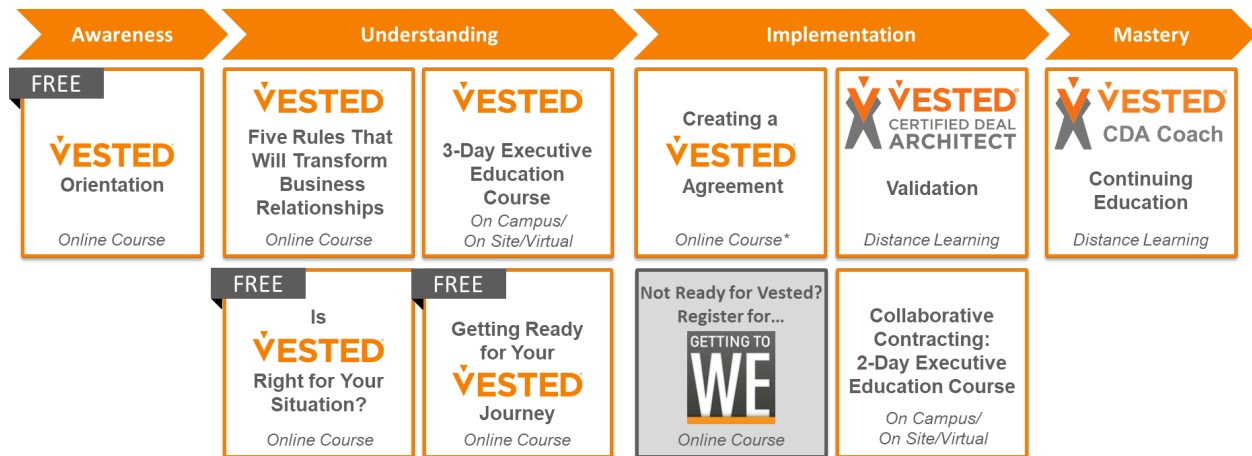 Awareness
Understanding
Implementation
Mastery
FREE
VESTED®
Orientation
Online Course
VESTED®
Five Rules That
Will Transform
Business
Relationships
Online Course
VESTED®
3-Day Executive
Education
Course
On Campus/
On Site/Virtual
Creating a
VESTED®
Agreement
Online Course*
VESTED®
CERTIFIED DEAL
ARCHITECT
Validation
Distance Learning
VESTED®
CDA Coach
Continuing
Education
Distance Learning
FREE
Is
VESTED®
Right for Your
Situation?
Online Course
FREE
Getting Ready
for Your
VESTED®
Journey
Online Course
Not Ready for Vested?
Register for...
GETTING TO
WE
Online Course
Collaborative
Contracting:
2-Day Executive
Education Course
On Campus/
On Site/Virtual